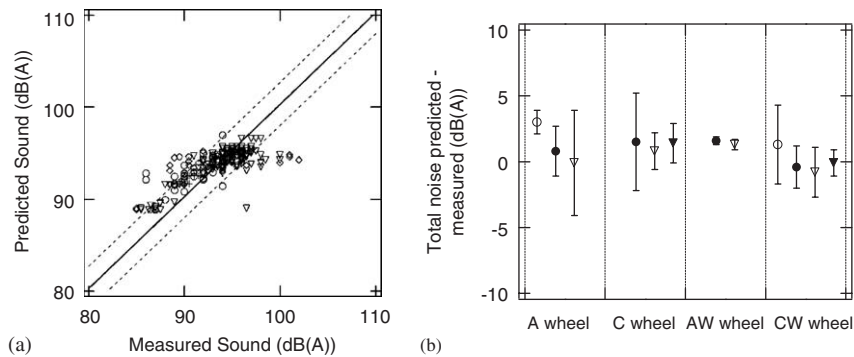 110
100
90
80
80
90
100
110
Predicted Sound (dB(A))
Measured Sound (dB(A))
(a)
10
5
0
-5
-10
Total noise predicted -
measured (dB(A))
A wheel
C wheel
AW wheel
CW wheel
(b)